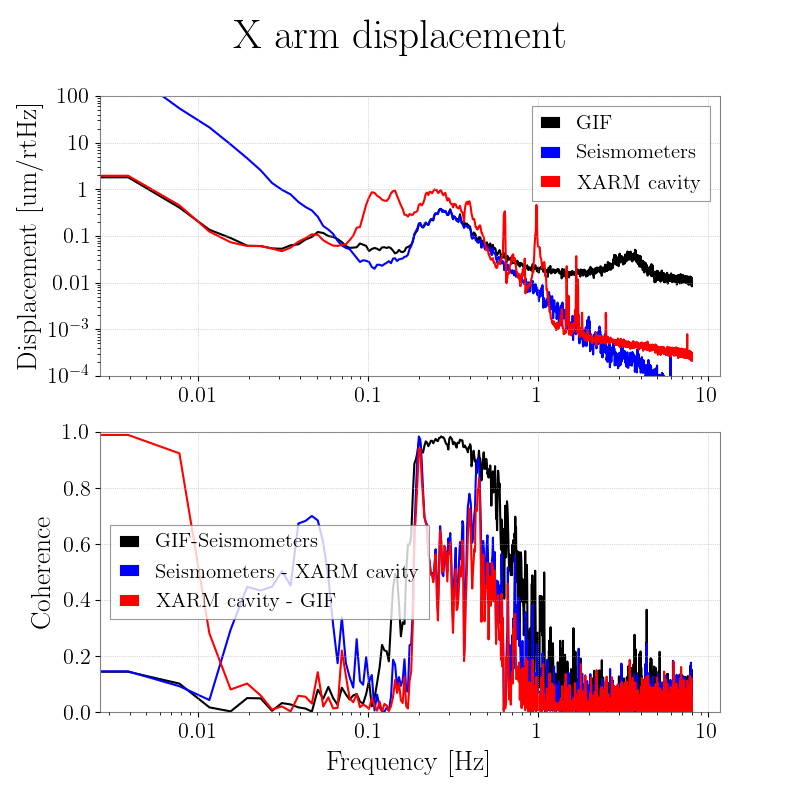 X arm displacement
Displacement [um/rtHz]
100
10
1
0.1
0.01
10⁻³
10⁻⁴
GIF
Seismometers
XARM cavity
0.01 0.1 1 10
Coherence
1.0
0.8
0.6
0.4
0.2
0.0
GIF-Seismometers
Seismometers - XARM cavity
XARM cavity - GIF
0.01 0.1 1 10
Frequency [Hz]